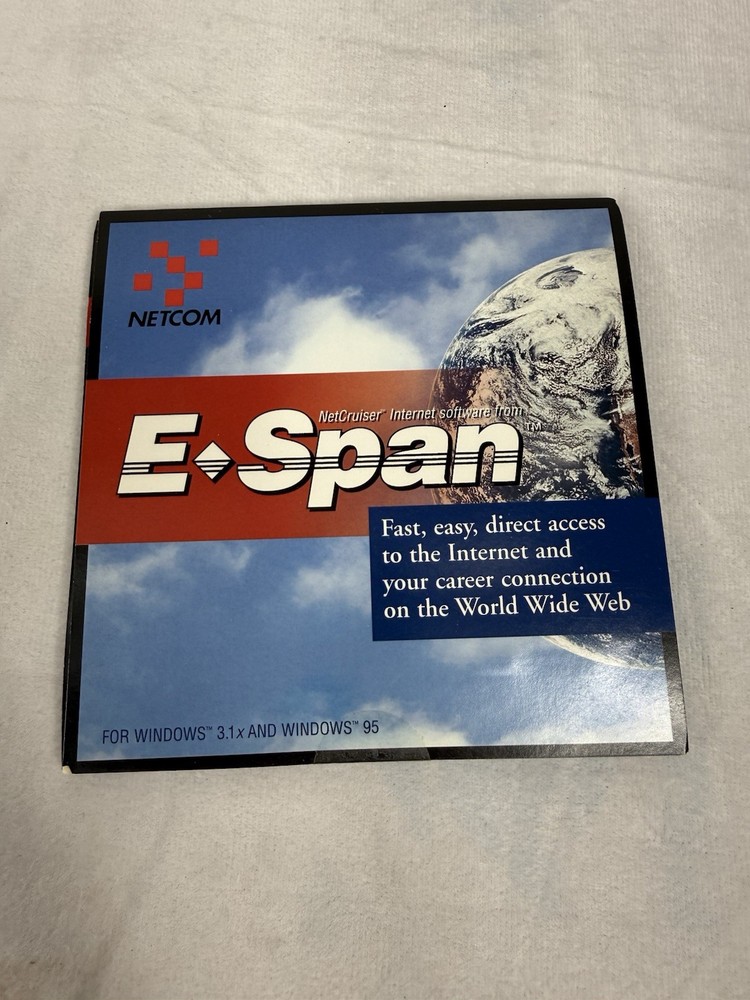 NETCOM
NetCruiser™ Internet software from
E◆Span™
Fast, easy, direct access
to the Internet and
your career connection
on the World Wide Web
FOR WINDOWS™ 3.1x AND WINDOWS™ 95